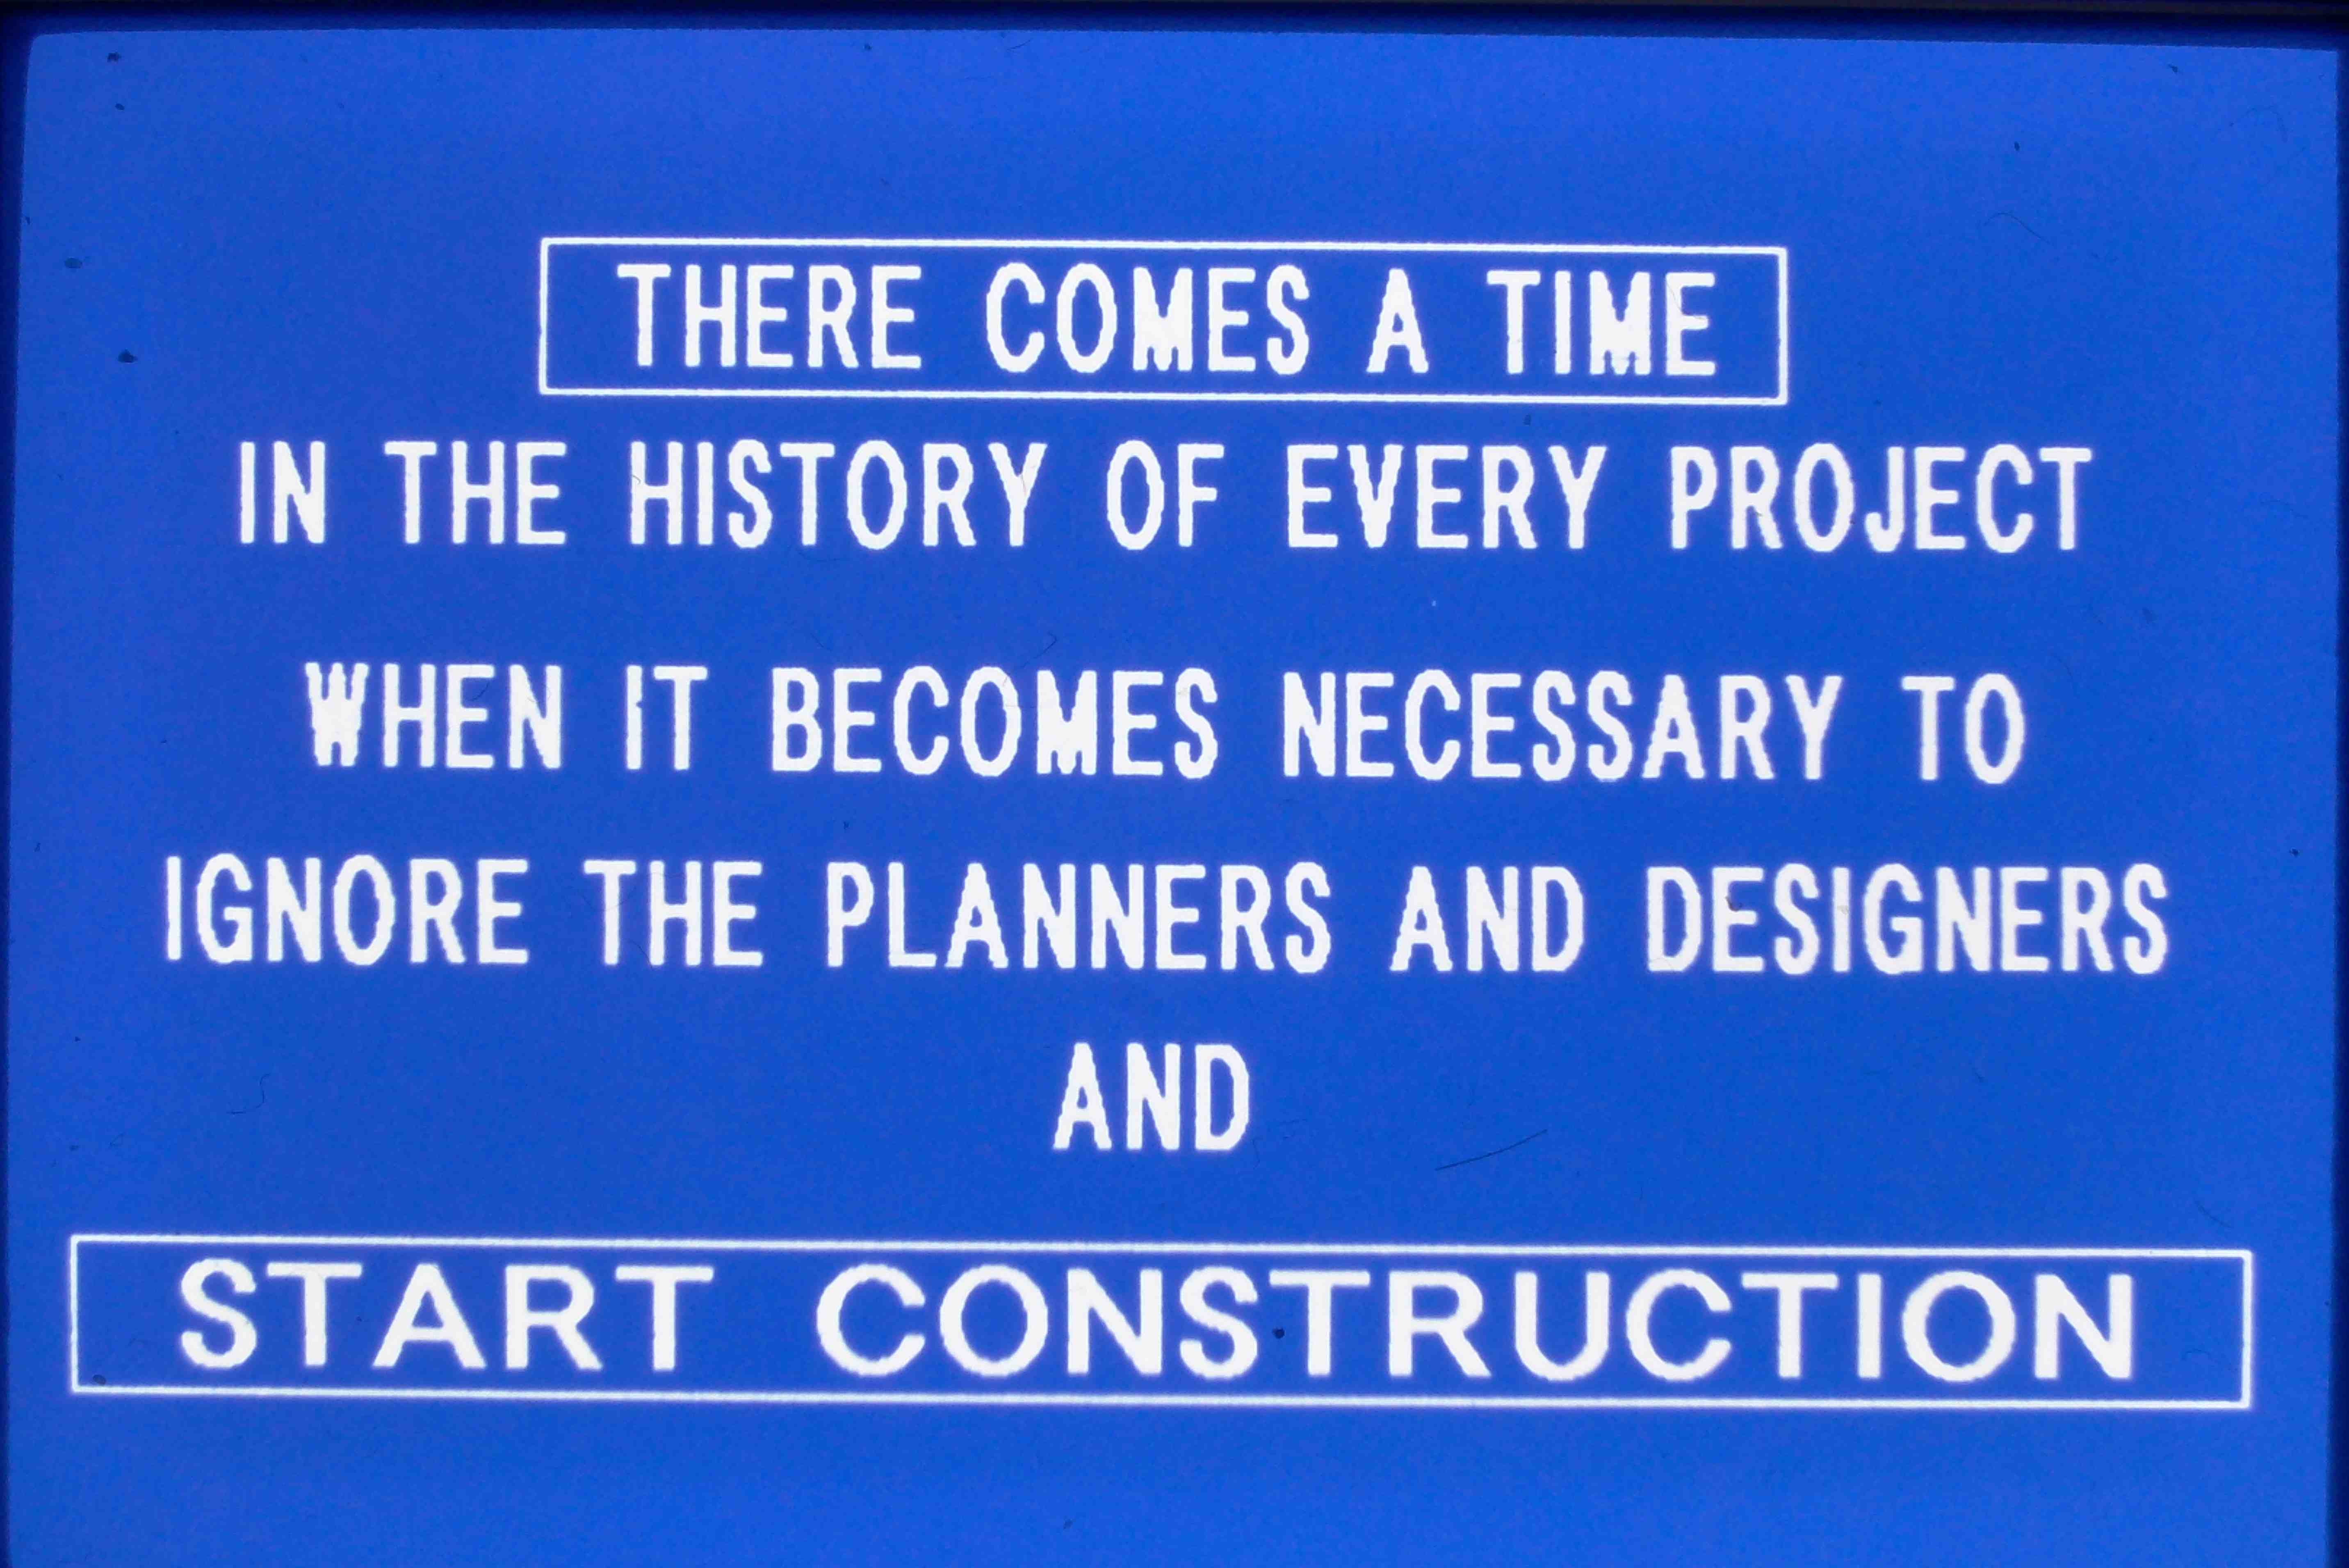 THERE COMES A TIME
IN THE HISTORY OF EVERY PROJECT
WHEN IT BECOMES NECESSARY TO
IGNORE THE PLANNERS AND DESIGNERS
AND
START CONSTRUCTION